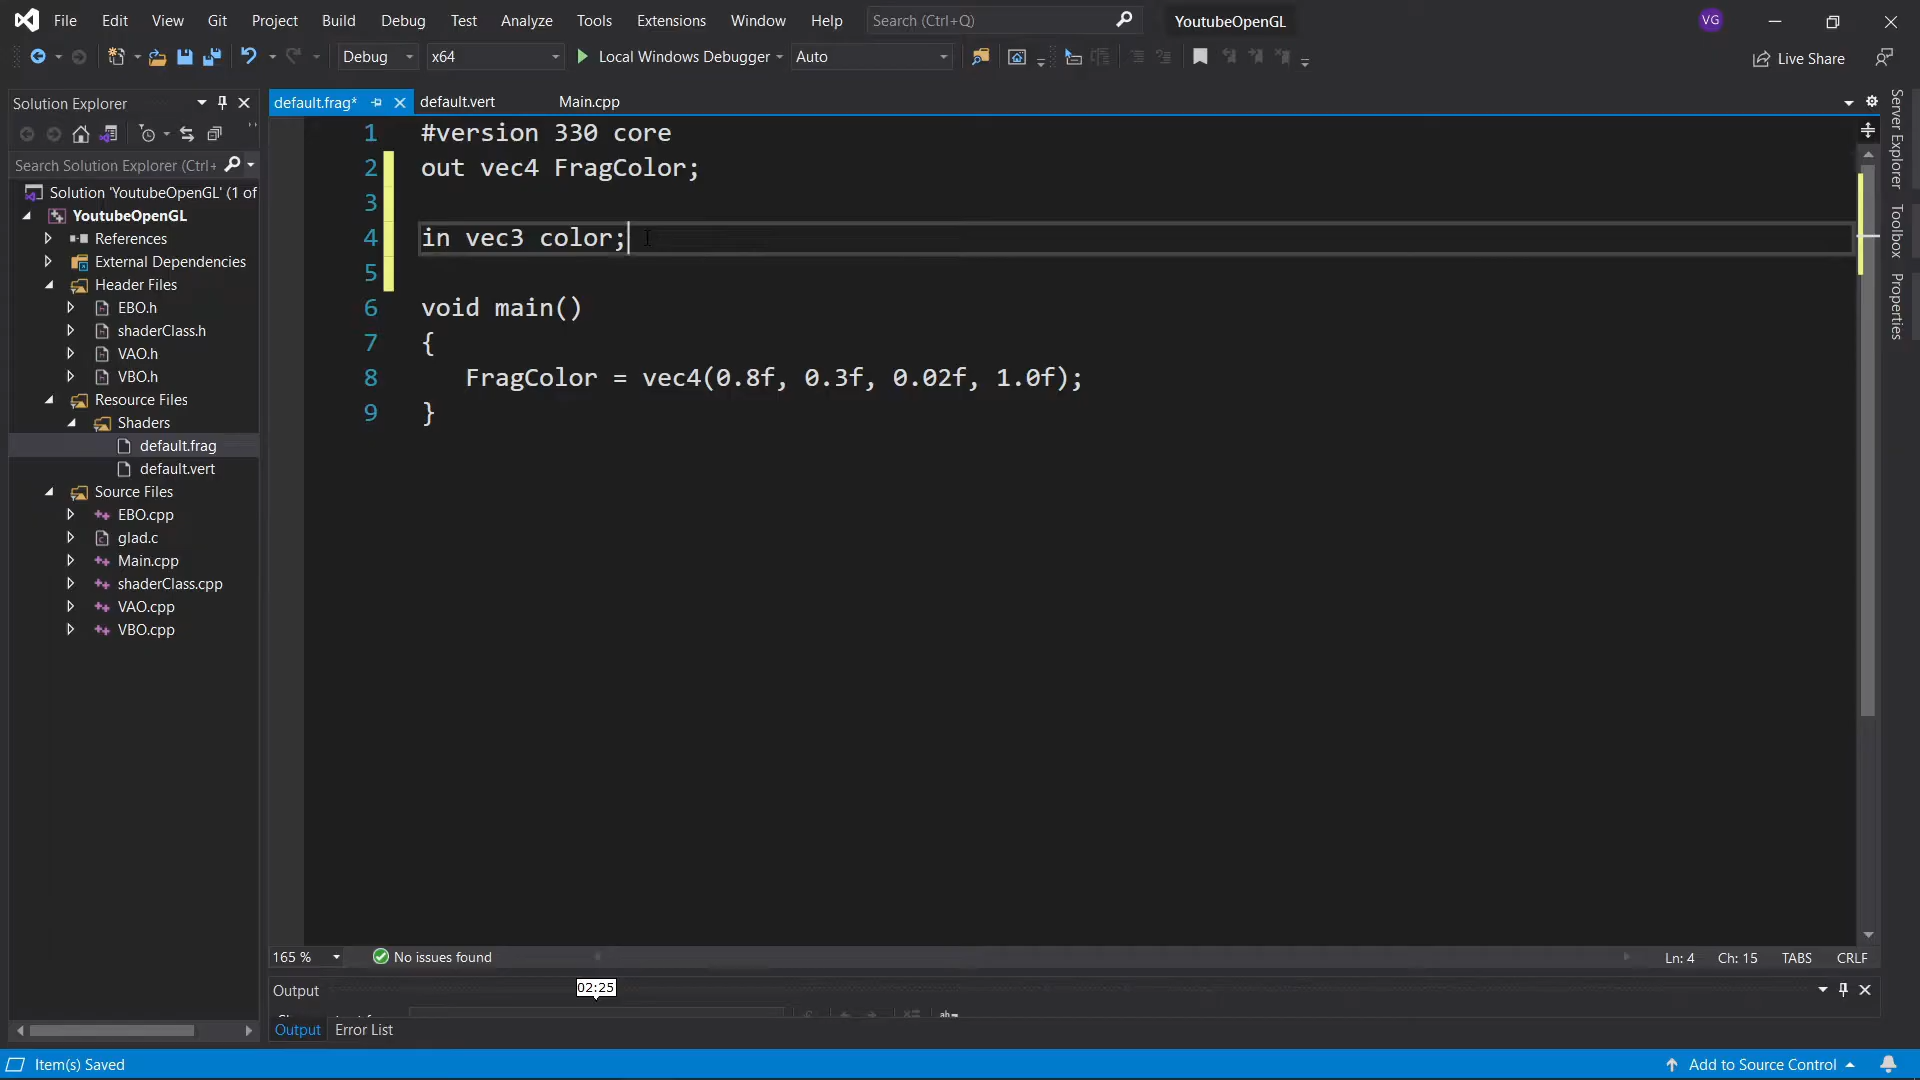 File Edit View Git Project Build Debug Test Analyze Tools Extensions Window Help Search (Ctrl+Q) YoutubeOpenGL VG
Debug x64 Local Windows Debugger Auto Live Share
Solution Explorer
Search Solution Explorer (Ctrl+
Solution 'YoutubeOpenGL' (1 of
YoutubeOpenGL
References
External Dependencies
Header Files
EBO.h
shaderClass.h
VAO.h
VBO.h
Resource Files
Shaders
default.frag
default.vert
Source Files
EBO.cpp
glad.c
Main.cpp
shaderClass.cpp
VAO.cpp
VBO.cpp
default.frag* default.vert Main.cpp
1 #version 330 core
2 out vec4 FragColor;
3
4 in vec3 color;
5
6 void main()
7 {
8 FragColor = vec4(0.8f, 0.3f, 0.02f, 1.0f);
9 }
Server Explorer
Toolbox
Properties
165 % No issues found Ln: 4 Ch: 15 TABS CRLF
Output 02:25
Output Error List
Item(s) Saved Add to Source Control